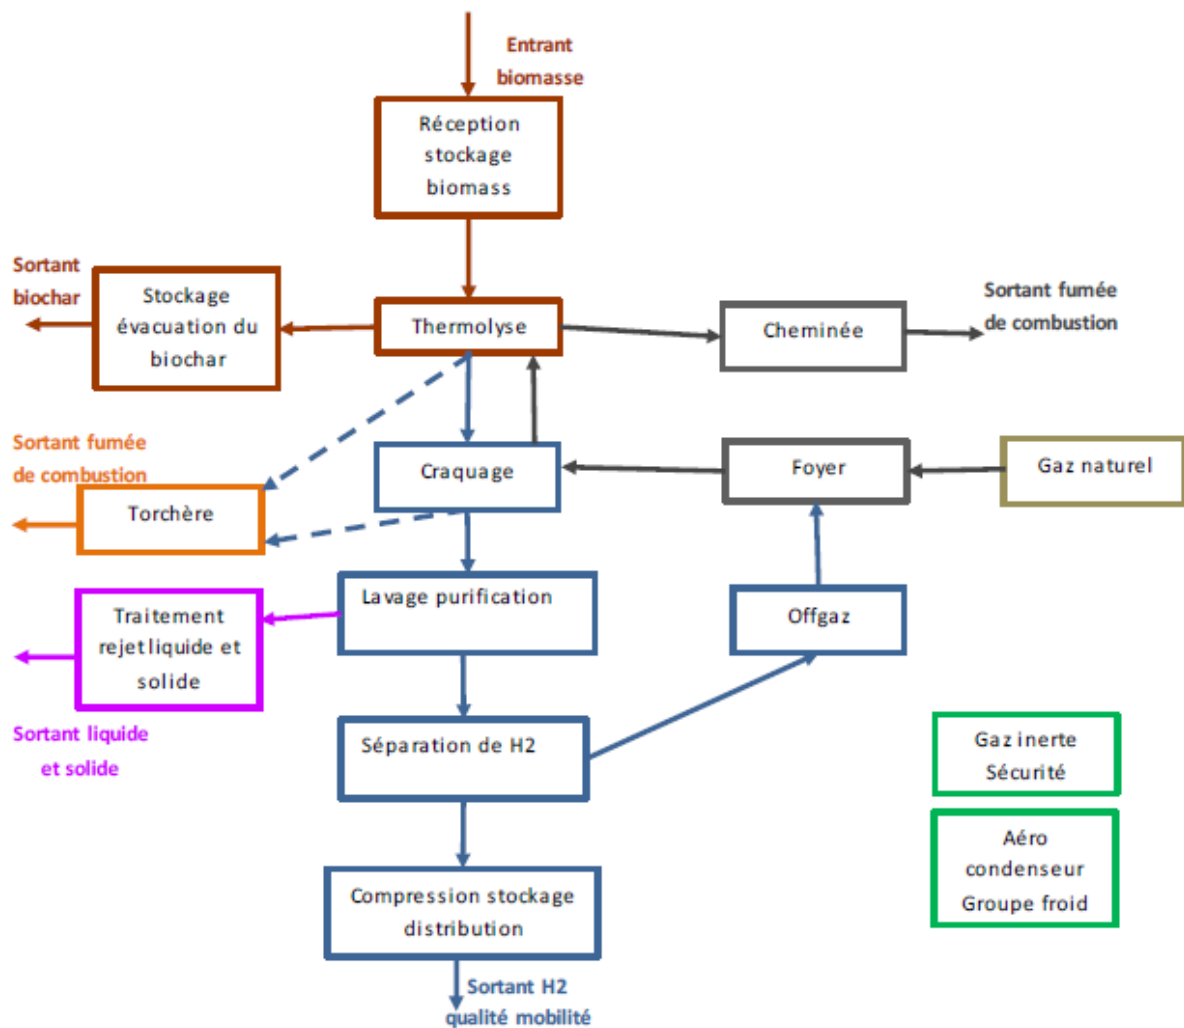 Entrant
biomasse
Réception
stockage
biomass
Sortant
biochar
Stockage
évacuation du
biochar
Thermolyse
Cheminée
Sortant fumée
de combustion
Sortant fumée
de combustion
Torchère
Craquage
Foyer
Gaz naturel
Traitement
rejet liquide et
solide
Lavage purification
Offgaz
Sortant liquide
et solide
Séparation de H2
Gaz inerte
Sécurité
Aéro
condenseur
Groupe froid
Compression stockage
distribution
Sortant H2
qualité mobilité